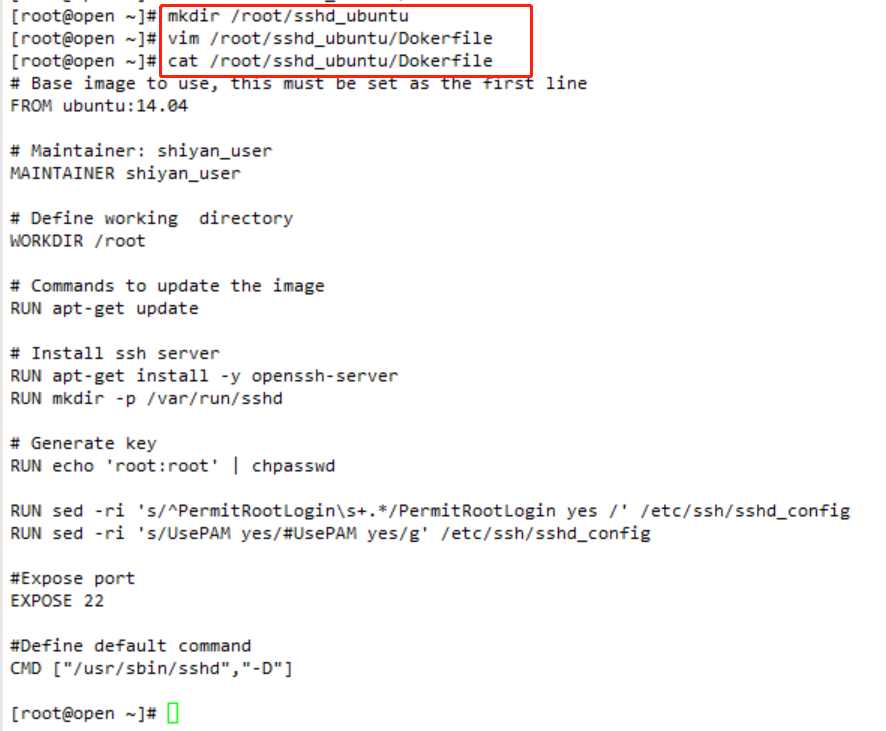 [root@open ~]# mkdir /root/sshd_ubuntu
[root@open ~]# vim /root/sshd_ubuntu/Dokerfile
[root@open ~]# cat /root/sshd_ubuntu/Dokerfile
# Base image to use, this must be set as the first line
FROM ubuntu:14.04

# Maintainer: shiyan_user
MAINTAINER shiyan_user

# Define working  directory
WORKDIR /root

# Commands to update the image
RUN apt-get update

# Install ssh server
RUN apt-get install -y openssh-server
RUN mkdir -p /var/run/sshd

# Generate key
RUN echo 'root:root' | chpasswd

RUN sed -ri 's/^PermitRootLogin\s+.*/PermitRootLogin yes /' /etc/ssh/sshd_config
RUN sed -ri 's/UsePAM yes/#UsePAM yes/g' /etc/ssh/sshd_config

#Expose port
EXPOSE 22

#Define default command
CMD ["/usr/sbin/sshd","-D"]

[root@open ~]#